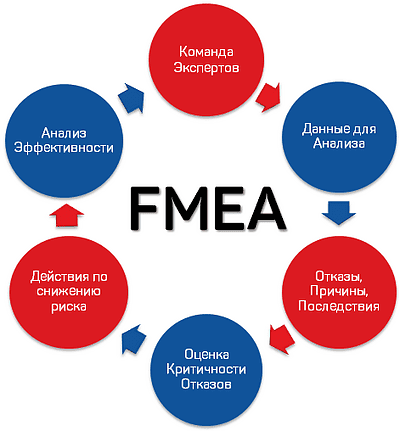 Команда
Экспертов
Данные для
Анализа
Отказы,
Причины,
Последствия
Оценка
Критичности
Отказов
Действия по
снижению
риска
Анализ
Эффективности
FMEA